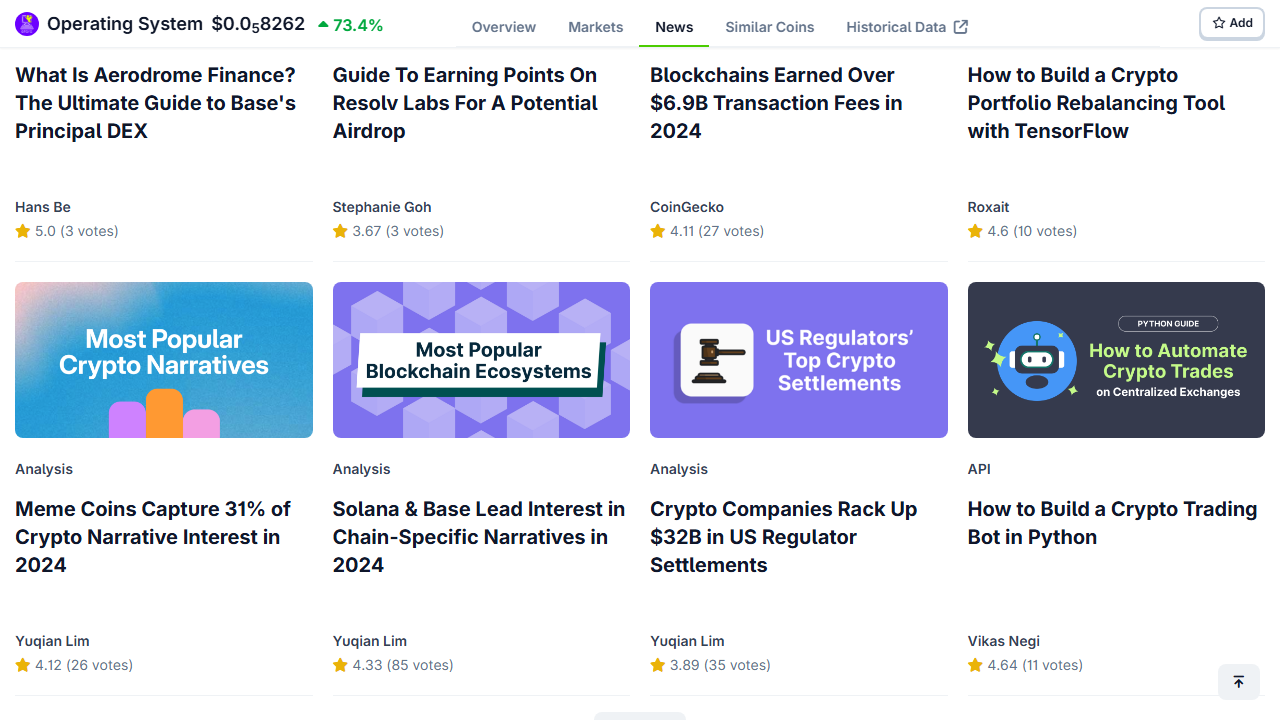 Operating System $0.0₅8262 73.4%
Overview Markets News Similar Coins Historical Data
Add
What Is Aerodrome Finance?
The Ultimate Guide to Base's
Principal DEX
Hans Be
5.0 (3 votes)
Guide To Earning Points On
Resolv Labs For A Potential
Airdrop
Stephanie Goh
3.67 (3 votes)
Blockchains Earned Over
$6.9B Transaction Fees in
2024
CoinGecko
4.11 (27 votes)
How to Build a Crypto
Portfolio Rebalancing Tool
with TensorFlow
Roxait
4.6 (10 votes)
Most Popular
Crypto Narratives
Analysis
Meme Coins Capture 31% of
Crypto Narrative Interest in
2024
Yuqian Lim
4.12 (26 votes)
Most Popular
Blockchain Ecosystems
Analysis
Solana & Base Lead Interest in
Chain-Specific Narratives in
2024
Yuqian Lim
4.33 (85 votes)
US Regulators’
Top Crypto
Settlements
Analysis
Crypto Companies Rack Up
$32B in US Regulator
Settlements
Yuqian Lim
3.89 (35 votes)
PYTHON GUIDE
How to Automate
Crypto Trades
on Centralized Exchanges
API
How to Build a Crypto Trading
Bot in Python
Vikas Negi
4.64 (11 votes)